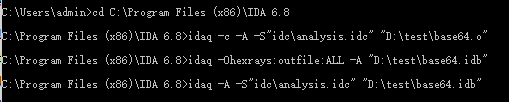 C:\Users\admin>cd C:\Program Files (x86)\IDA 6.8
C:\Program Files (x86)\IDA 6.8>idaq -c -A -S"idc\analysis.idc" "D:\test\base64.o"
C:\Program Files (x86)\IDA 6.8>idaq -Ohexrays:outfile:ALL -A "D:\test\base64.idb"
C:\Program Files (x86)\IDA 6.8>idaq -A -S"idc\analysis.idc" "D:\test\base64.idb"